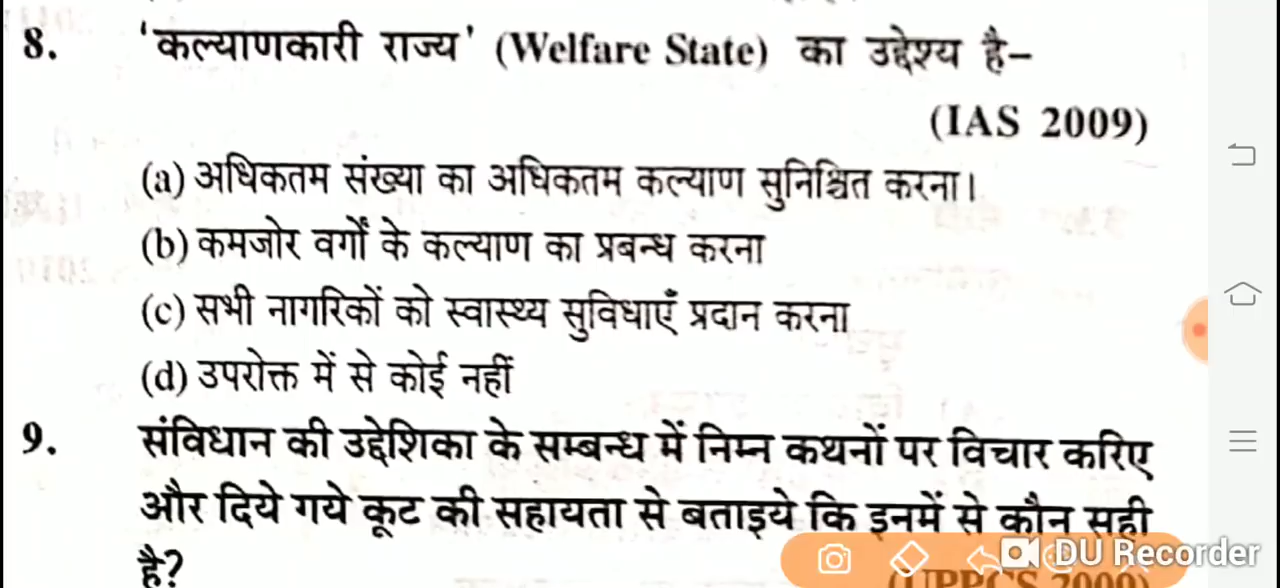 8. 'कल्याणकारी राज्य' (Welfare State) का उद्देश्य है–
(IAS 2009)
(a) अधिकतम संख्या का अधिकतम कल्याण सुनिश्चित करना।
(b) कमजोर वर्गों के कल्याण का प्रबन्ध करना
(c) सभी नागरिकों को स्वास्थ्य सुविधाएँ प्रदान करना
(d) उपरोक्त में से कोई नहीं
9. संविधान की उद्देशिका के सम्बन्ध में निम्न कथनों पर विचार करिए
और दिये गये कूट की सहायता से बताइये कि इनमें से कौन सही
है?
DU Recorder